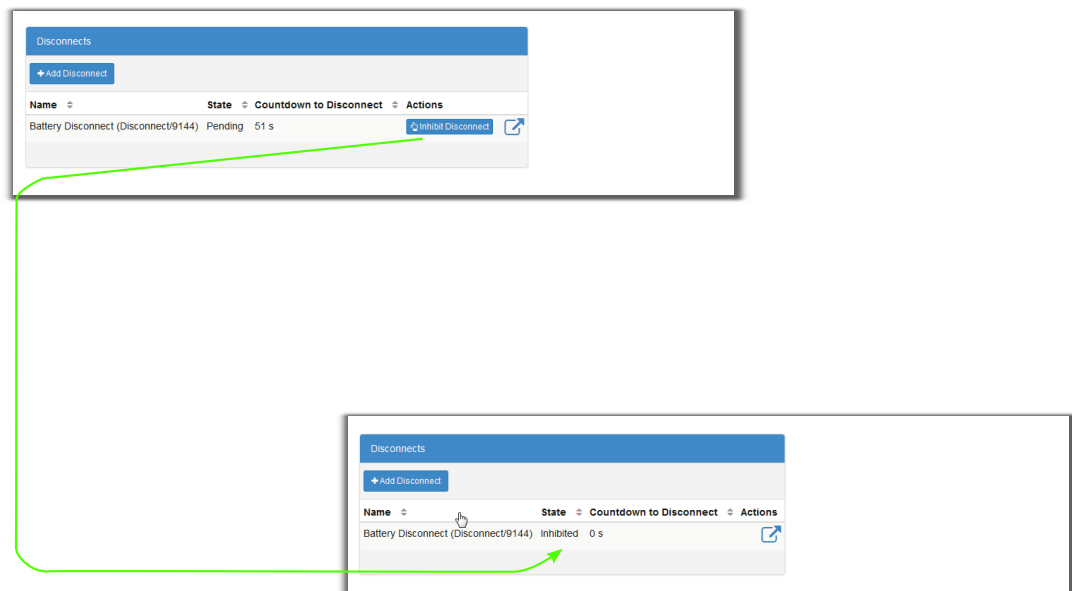 Disconnects
+Add Disconnect
Name State Countdown to Disconnect Actions
Battery Disconnect (Disconnect/9144) Pending 51 s Inhibit Disconnect
Disconnects
+Add Disconnect
Name State Countdown to Disconnect Actions
Battery Disconnect (Disconnect/9144) Inhibited 0 s